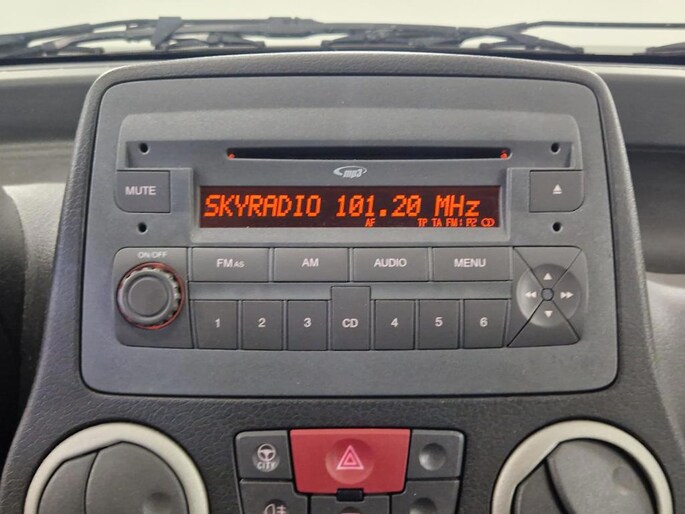 mp3
MUTE
SKYRADIO 101.20 MHz
AF TP TA FM1 P2 CD
ON/OFF
FM AS AM AUDIO MENU
1 2 3 CD 4 5 6
CITY